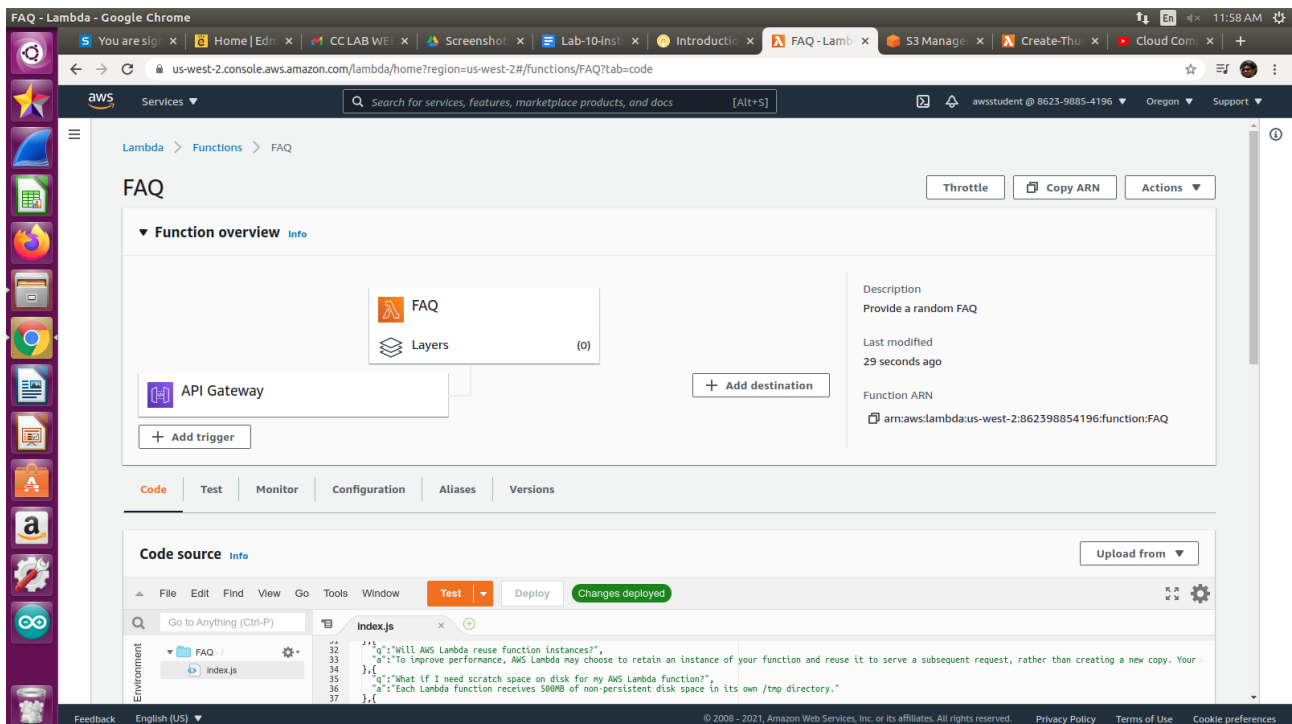 FAQ - Lambda - Google Chrome
En
11:58 AM
You are sig
Home | Edm
CC LAB WEE
Screenshot
Lab-10-inst
Introductio
FAQ - Lamb
S3 Manage
Create-Thu
Cloud Com
us-west-2.console.aws.amazon.com/lambda/home?region=us-west-2#/functions/FAQ?tab=code
aws
Services ▼
Search for services, features, marketplace products, and docs
[Alt+S]
awsstudent @ 8623-9885-4196 ▼
Oregon ▼
Support ▼
Lambda > Functions > FAQ
FAQ
Throttle
Copy ARN
Actions ▼
▼ Function overview Info
FAQ
Layers (0)
API Gateway
+ Add trigger
+ Add destination
Description
Provide a random FAQ
Last modified
29 seconds ago
Function ARN
arn:aws:lambda:us-west-2:862398854196:function:FAQ
Code
Test
Monitor
Configuration
Aliases
Versions
Code source Info
Upload from ▼
File Edit Find View Go Tools Window
Test
Deploy
Changes deployed
Go to Anything (Ctrl-P)
index.js
Environment
FAQ - /
index.js
31 },{
32 "q":"Will AWS Lambda reuse function instances?",
33 "a":"To improve performance, AWS Lambda may choose to retain an instance of your function and reuse it to serve a subsequent request, rather than creating a new copy. Your
34 },{
35 "q":"What if I need scratch space on disk for my AWS Lambda function?",
36 "a":"Each Lambda function receives 500MB of non-persistent disk space in its own /tmp directory."
37 },{
Feedback
English (US) ▼
© 2008 - 2021, Amazon Web Services, Inc. or its affiliates. All rights reserved.
Privacy Policy
Terms of Use
Cookie preferences